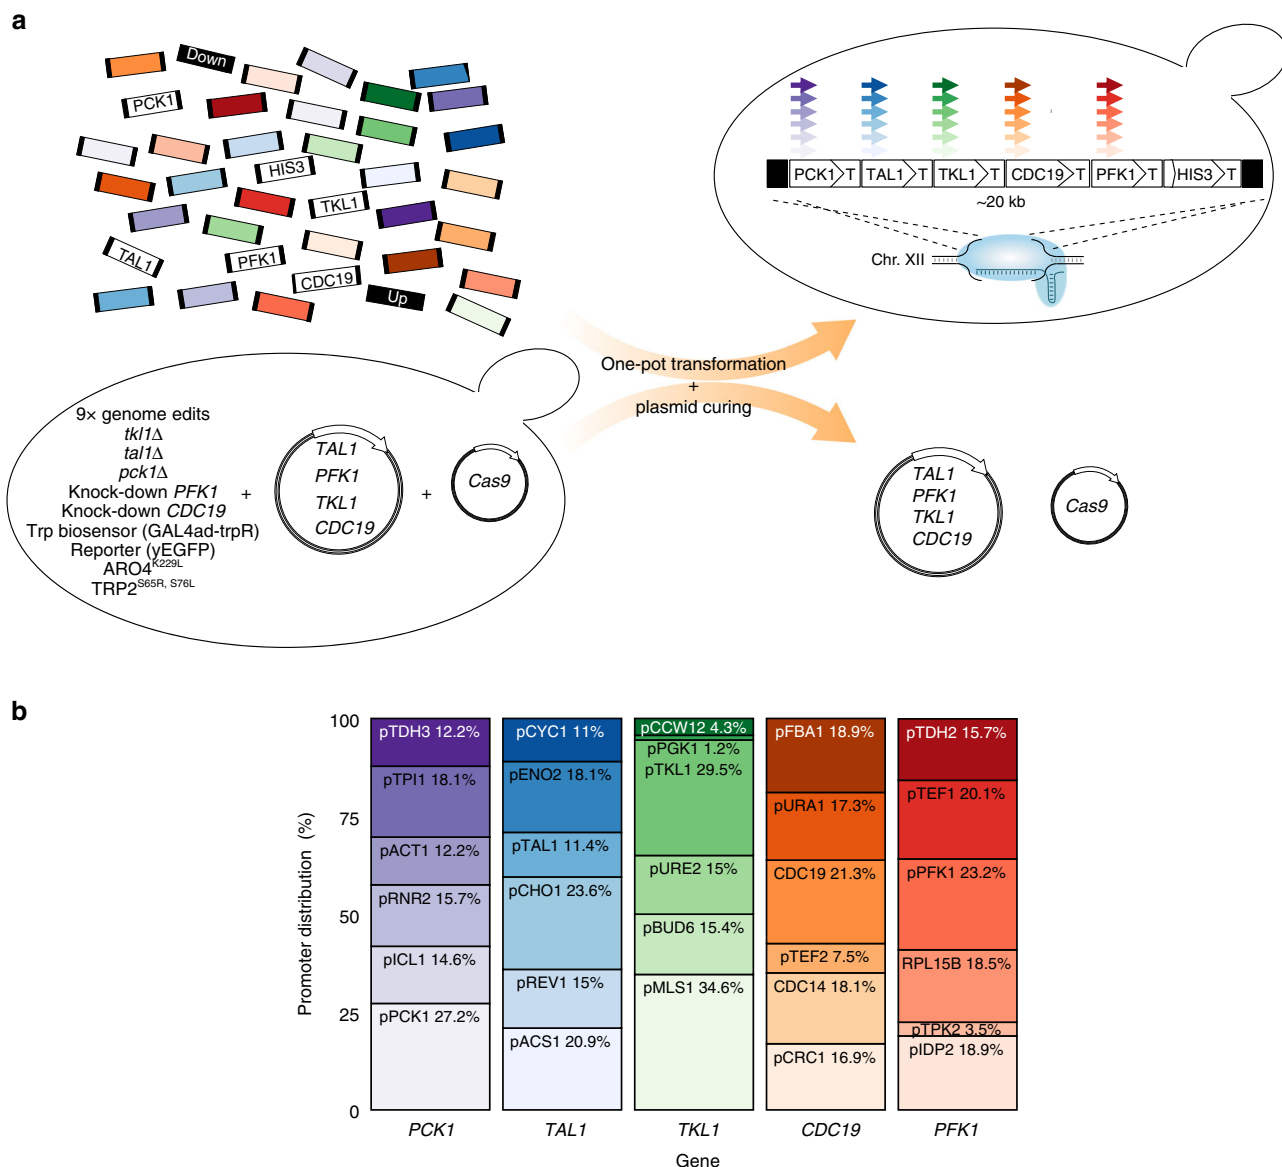 a
Down
PCK1
HIS3
TKL1
TAL1
PFK1
CDC19
Up
PCK1 T TAL1 T TKL1 T CDC19 T PFK1 T HIS3 T
~20 kb
Chr. XII
One-pot transformation
+
plasmid curing
9× genome edits
tkl1Δ
tal1Δ
pck1Δ
Knock-down PFK1
Knock-down CDC19
Trp biosensor (GAL4ad-trpR)
Reporter (yEGFP)
ARO4K229L
TRP2S65R, S76L
+
TAL1
PFK1
TKL1
CDC19
+
Cas9
TAL1
PFK1
TKL1
CDC19
Cas9
b
Promoter distribution (%)
100
75
50
25
0
pTDH3 12.2%
pTPI1 18.1%
pACT1 12.2%
pRNR2 15.7%
pICL1 14.6%
pPCK1 27.2%
pCYC1 11%
pENO2 18.1%
pTAL1 11.4%
pCHO1 23.6%
pREV1 15%
pACS1 20.9%
pCCW12 4.3%
pPGK1 1.2%
pTKL1 29.5%
pURE2 15%
pBUD6 15.4%
pMLS1 34.6%
pFBA1 18.9%
pURA1 17.3%
CDC19 21.3%
pTEF2 7.5%
CDC14 18.1%
pCRC1 16.9%
pTDH2 15.7%
pTEF1 20.1%
pPFK1 23.2%
RPL15B 18.5%
pTPK2 3.5%
pIDP2 18.9%
PCK1 TAL1 TKL1 CDC19 PFK1
Gene